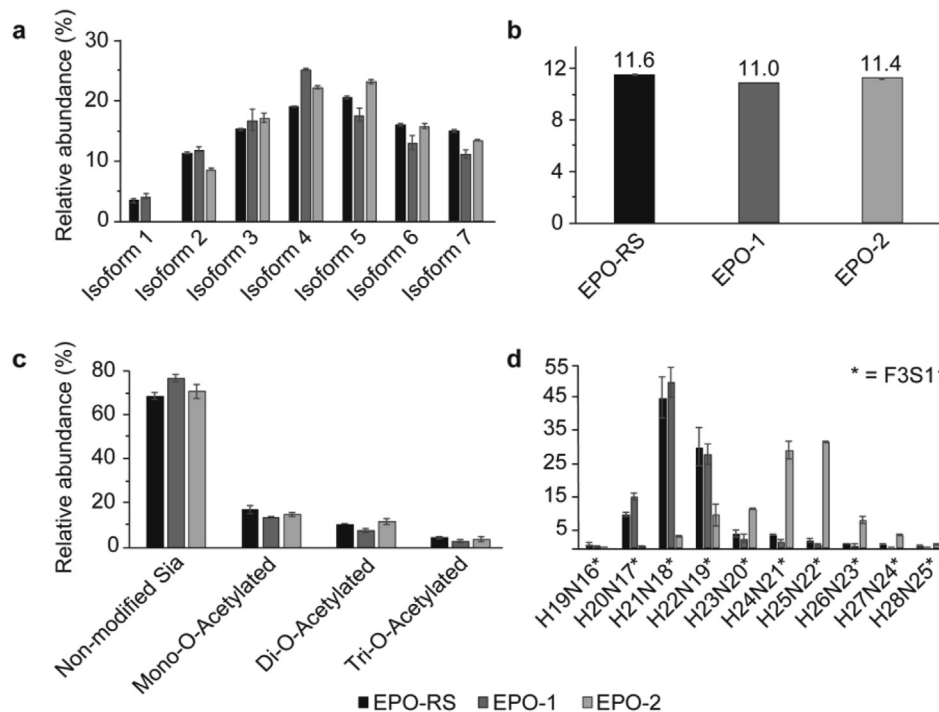 a
Relative abundance (%)
30
20
10
0
Isoform 1
Isoform 2
Isoform 3
Isoform 4
Isoform 5
Isoform 6
Isoform 7
b
12
8
4
0
11.6
11.0
11.4
EPO-RS
EPO-1
EPO-2
c
Relative abundance (%)
80
60
40
20
0
Non-modified Sia
Mono-O-Acetylated
Di-O-Acetylated
Tri-O-Acetylated
d
55
45
35
25
15
5
* = F3S1
H19N16*
H20N17*
H21N18*
H22N19*
H23N20*
H24N21*
H25N22*
H26N23*
H27N24*
H28N25*
EPO-RS EPO-1 EPO-2